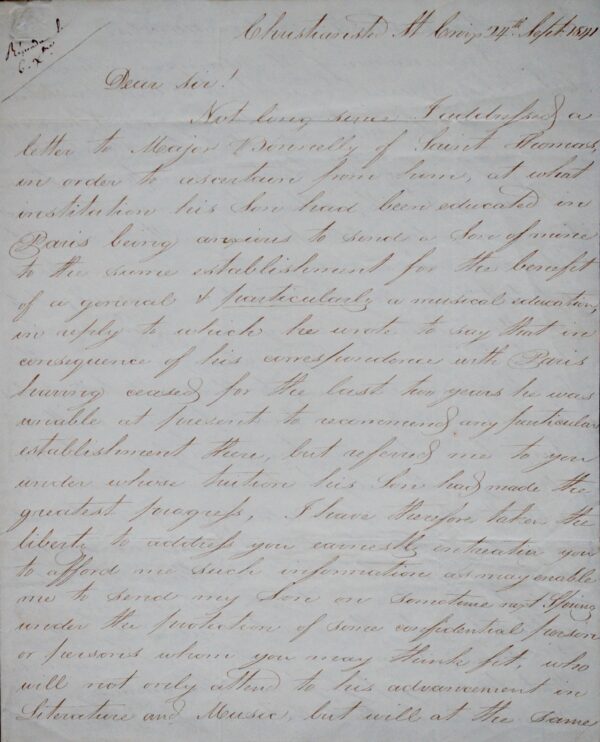 Répondu l.
Christiansted St Croix 24th Sept 1841
Dear sir!
Not long since I addressed a
letter to Major Donnelly of Saint Thomas,
in order to ascertain from him, at what
institution his Son had been educated in
Paris being anxious to send a Son of mine
to the same establishment for the benefit
of a general & particularly a musical education,
in reply to which he wrote to say that in
consequence of his correspondence with Paris
having ceased for the last two years he was
unable at present to recommend any particular
establishment there, but referred me to you
under whose tuition his Son had made the
greatest progress, I have therefore taken the
liberty to address you earnestly entreating you
to afford me such information as may enable
me to send my Son on sometime next Spring
under the protection of some confidential person
or persons whom you may think fit, who
will not only attend to his advancement in
Literature and Music, but will at the same